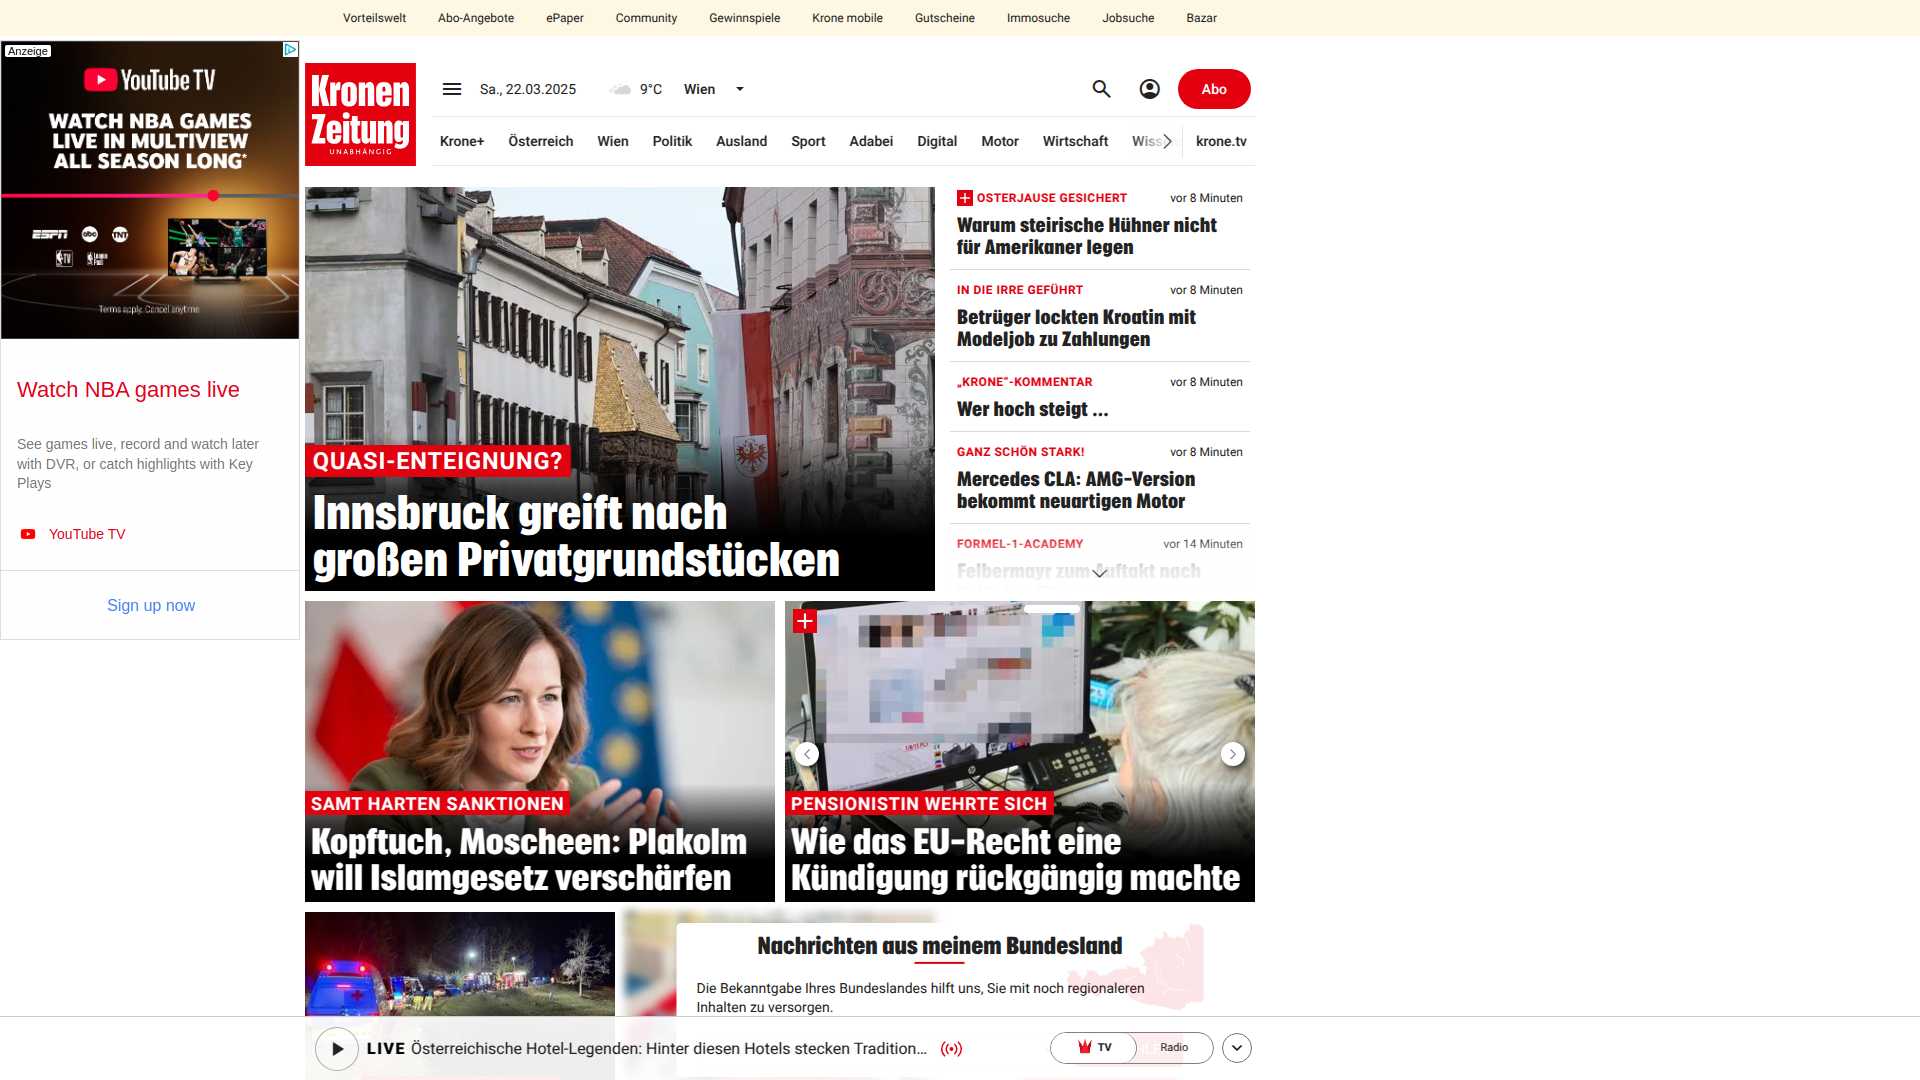 Vorteilswelt Abo-Angebote ePaper Community Gewinnspiele Krone mobile Gutscheine Immosuche Jobsuche Bazar
Anzeige
YouTube TV
WATCH NBA GAMES
LIVE IN MULTIVIEW
ALL SEASON LONG*
ESPN abc TNT
Terms apply. Cancel anytime
Watch NBA games live
See games live, record and watch later
with DVR, or catch highlights with Key
Plays
YouTube TV
Sign up now
Kronen
Zeitung
UNABHÄNGIG
Sa., 22.03.2025 9°C Wien
Abo
Krone+ Österreich Wien Politik Ausland Sport Adabei Digital Motor Wirtschaft Wiss krone.tv
QUASI-ENTEIGNUNG?
Innsbruck greift nach
großen Privatgrundstücken
OSTERJAUSE GESICHERT vor 8 Minuten
Warum steirische Hühner nicht
für Amerikaner legen
IN DIE IRRE GEFÜHRT vor 8 Minuten
Betrüger lockten Kroatin mit
Modeljob zu Zahlungen
„KRONE“-KOMMENTAR vor 8 Minuten
Wer hoch steigt ...
GANZ SCHÖN STARK! vor 8 Minuten
Mercedes CLA: AMG-Version
bekommt neuartigen Motor
FORMEL-1-ACADEMY vor 14 Minuten
Felbermayr zum Auftakt nach
SAMT HARTEN SANKTIONEN
Kopftuch, Moscheen: Plakolm
will Islamgesetz verschärfen
PENSIONISTIN WEHRTE SICH
Wie das EU-Recht eine
Kündigung rückgängig machte
Nachrichten aus meinem Bundesland
Die Bekanntgabe Ihres Bundeslandes hilft uns, Sie mit noch regionaleren
Inhalten zu versorgen.
LIVE Österreichische Hotel-Legenden: Hinter diesen Hotels stecken Tradition...
TV Radio